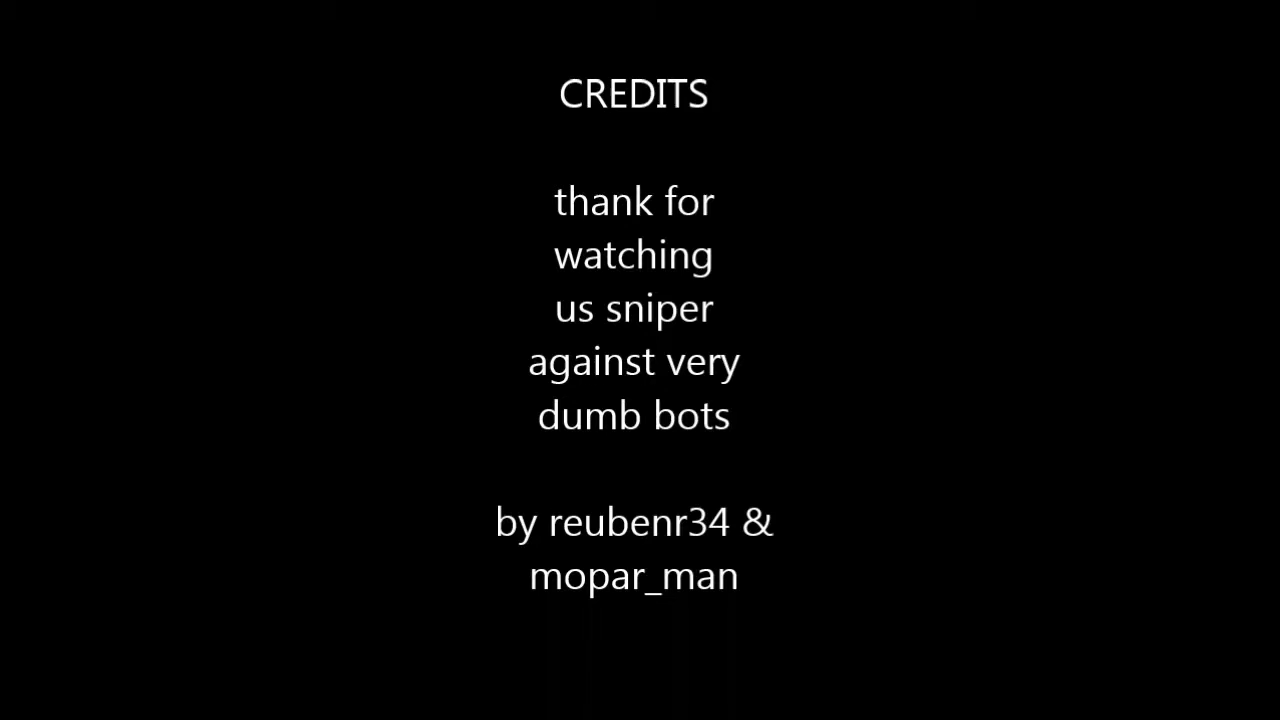 CREDITS
thank for
watching
us sniper
against very
dumb bots
by reubenr34 &
mopar_man